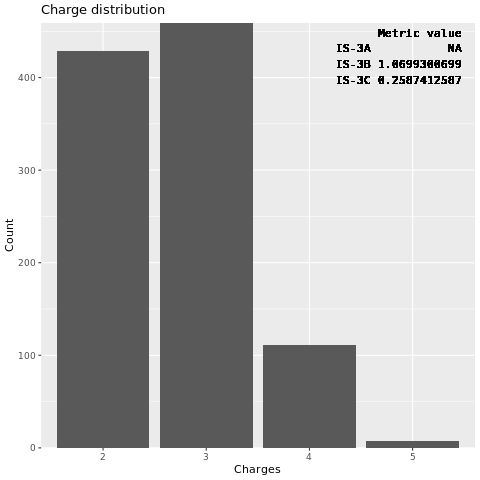 Charge distribution
Metric value
IS-3A NA
IS-3B 1.0699300699
IS-3C 0.2587412587
400
300
200
100
0
Count
2 3 4 5
Charges